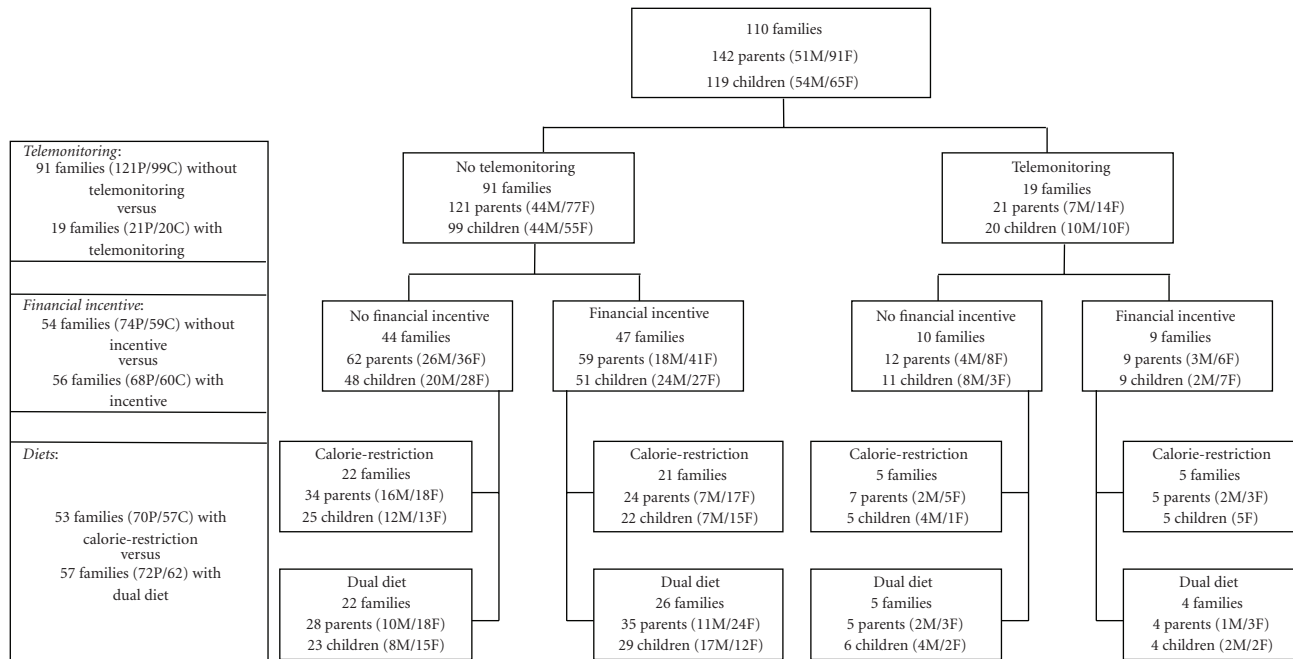 110 families
142 parents (51M/91F)
119 children (54M/65F)
Telemonitoring:
91 families (121P/99C) without
telemonitoring
versus
19 families (21P/20C) with
telemonitoring
No telemonitoring
91 families
121 parents (44M/77F)
99 children (44M/55F)
Telemonitoring
19 families
21 parents (7M/14F)
20 children (10M/10F)
Financial incentive:
54 families (74P/59C) without
incentive
versus
56 families (68P/60C) with
incentive
No financial incentive
44 families
62 parents (26M/36F)
48 children (20M/28F)
Financial incentive
47 families
59 parents (18M/41F)
51 children (24M/27F)
No financial incentive
10 families
12 parents (4M/8F)
11 children (8M/3F)
Financial incentive
9 families
9 parents (3M/6F)
9 children (2M/7F)
Diets:
53 families (70P/57C) with
calorie-restriction
versus
57 families (72P/62) with
dual diet
Calorie-restriction
22 families
34 parents (16M/18F)
25 children (12M/13F)
Calorie-restriction
21 families
24 parents (7M/17F)
22 children (7M/15F)
Calorie-restriction
5 families
7 parents (2M/5F)
5 children (4M/1F)
Calorie-restriction
5 families
5 parents (2M/3F)
5 children (5F)
Dual diet
22 families
28 parents (10M/18F)
23 children (8M/15F)
Dual diet
26 families
35 parents (11M/24F)
29 children (17M/12F)
Dual diet
5 families
5 parents (2M/3F)
6 children (4M/2F)
Dual diet
4 families
4 parents (1M/3F)
4 children (2M/2F)